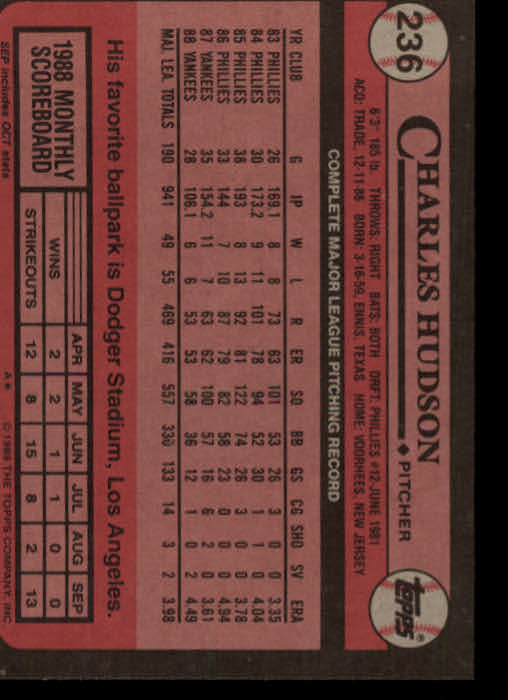 236
CHARLES HUDSON ◆ PITCHER
TOPPS®
6'3" 185 lb. THROWS: RIGHT BATS: BOTH DRFT: PHILLIES #12-JUNE 1981
ACQ: TRADE, 12-11-86 BORN: 3-16-59, ENNIS, TEXAS HOME: VOORHEES, NEW JERSEY
COMPLETE MAJOR LEAGUE PITCHING RECORD
YR CLUB G IP W L R ER SO BB GS CG SHO SV ERA
83 PHILLIES 26 169.1 8 8 73 63 101 53 26 3 0 0 3.35
84 PHILLIES 30 173.2 9 11 101 78 94 52 30 1 1 0 4.04
85 PHILLIES 38 193 8 13 92 81 122 74 26 3 0 0 3.78
86 PHILLIES 33 144 7 10 87 79 82 58 23 0 0 0 4.94
87 YANKEES 35 154.2 11 7 63 62 100 57 16 6 2 0 3.61
88 YANKEES 28 106.1 6 6 53 53 58 36 12 1 0 2 4.49
MAJ. LEA. TOTALS 190 941 49 55 469 416 557 330 133 14 3 2 3.98
His favorite ballpark is Dodger Stadium, Los Angeles.
1988 MONTHLY SCOREBOARD
APR MAY JUN JUL AUG SEP
WINS 2 2 1 1 0 0
STRIKEOUTS 12 8 15 8 2 13
SEP includes OCT stats A* © 1989 THE TOPPS COMPANY, INC.